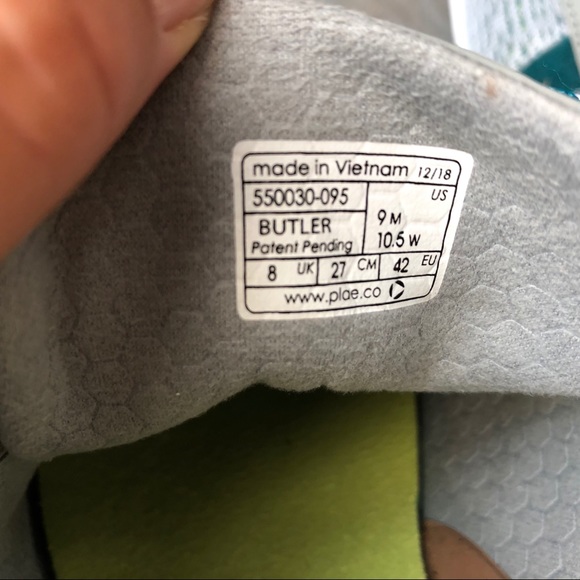 made in Vietnam 12/18
550030-095 US
BUTLER 9 M
Patent Pending 10.5 W
8 UK 27 CM 42 EU
www.plae.co